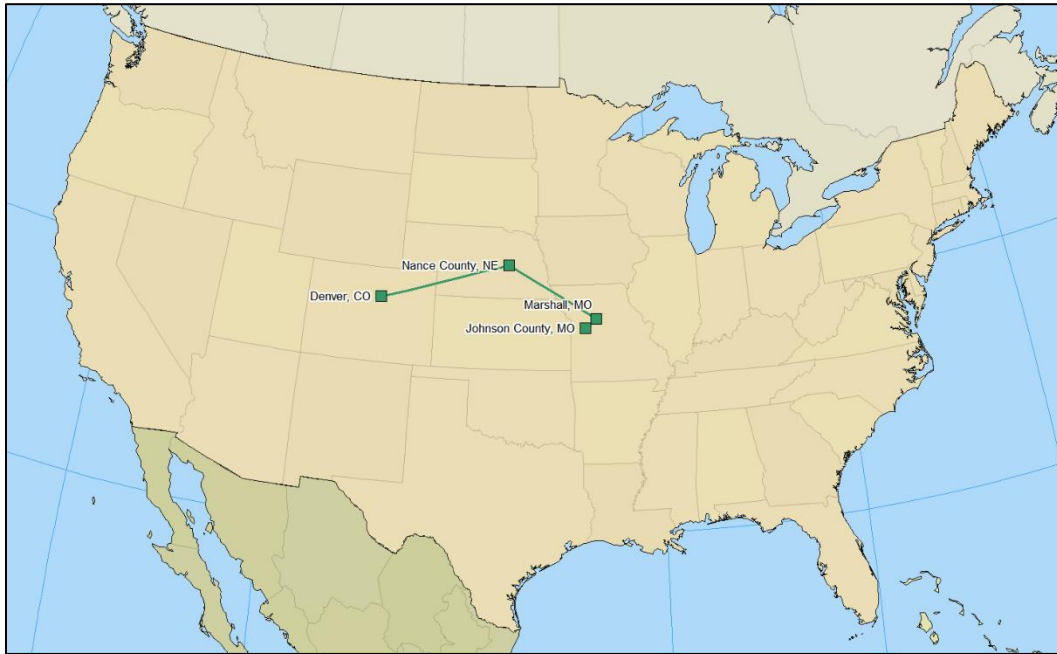 Nance County, NE
Denver, CO
Marshall, MO
Johnson County, MO